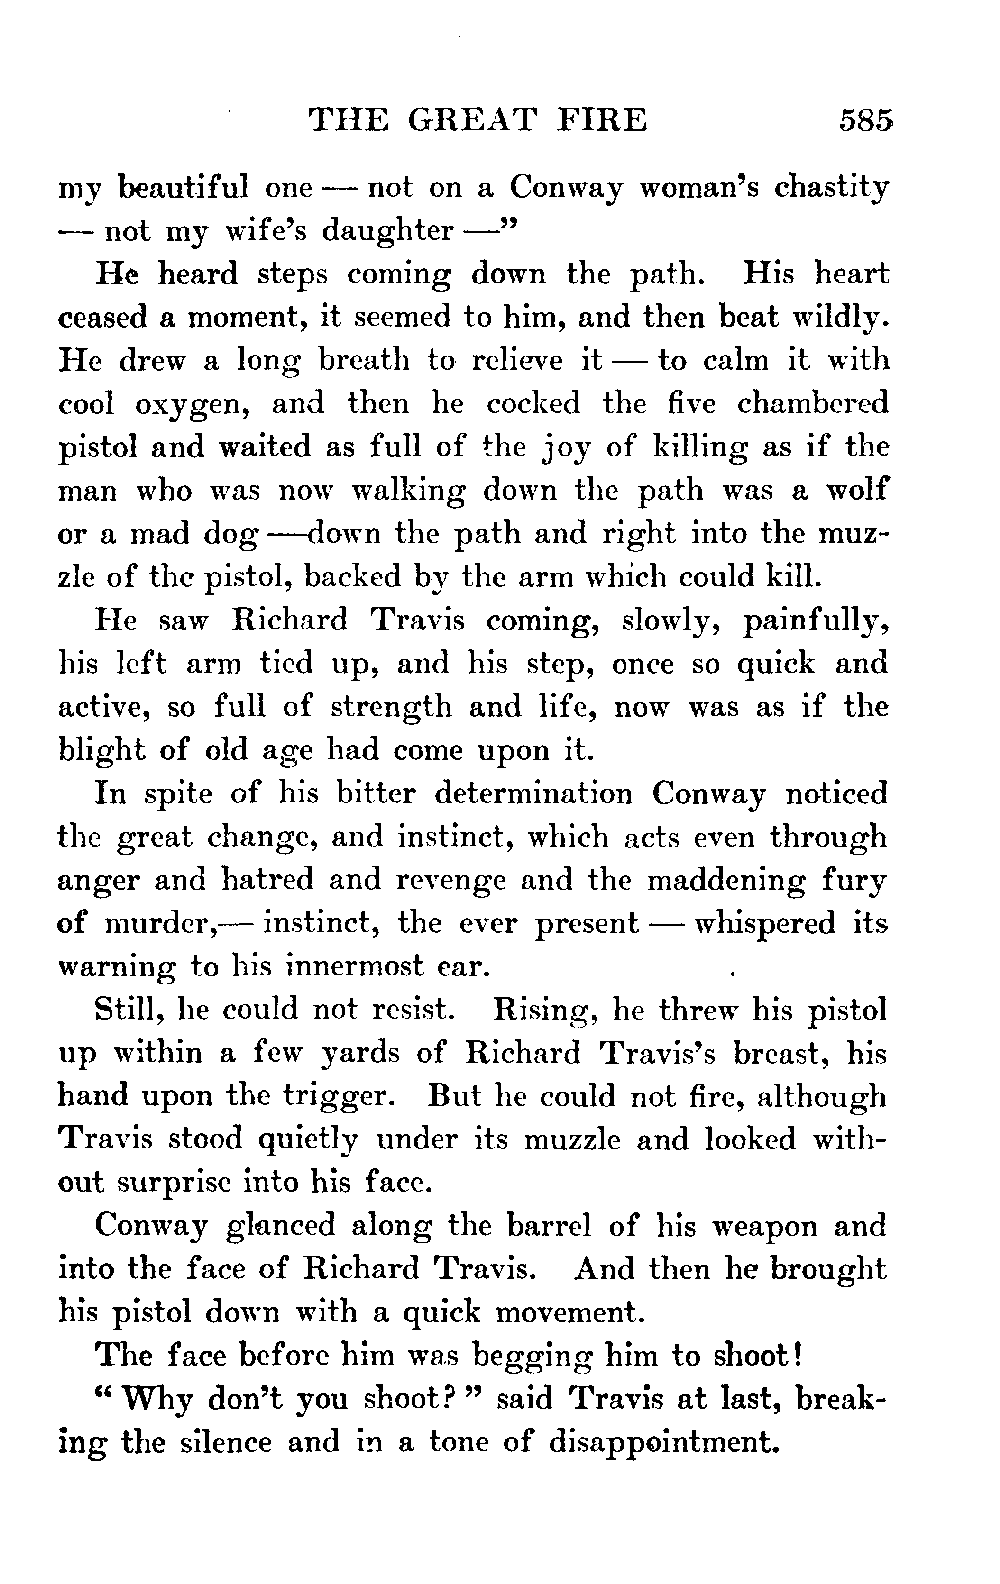 THE GREAT FIRE 585
my beautiful one — not on a Conway woman's chastity
— not my wife's daughter —"
He heard steps coming down the path. His heart
ceased a moment, it seemed to him, and then beat wildly.
He drew a long breath to relieve it — to calm it with
cool oxygen, and then he cocked the five chambered
pistol and waited as full of the joy of killing as if the
man who was now walking down the path was a wolf
or a mad dog —down the path and right into the muz-
zle of the pistol, backed by the arm which could kill.
He saw Richard Travis coming, slowly, painfully,
his left arm tied up, and his step, once so quick and
active, so full of strength and life, now was as if the
blight of old age had come upon it.
In spite of his bitter determination Conway noticed
the great change, and instinct, which acts even through
anger and hatred and revenge and the maddening fury
of murder,— instinct, the ever present — whispered its
warning to his innermost ear.
Still, he could not resist. Rising, he threw his pistol
up within a few yards of Richard Travis's breast, his
hand upon the trigger. But he could not fire, although
Travis stood quietly under its muzzle and looked with-
out surprise into his face.
Conway glanced along the barrel of his weapon and
into the face of Richard Travis. And then he brought
his pistol down with a quick movement.
The face before him was begging him to shoot!
"Why don't you shoot?" said Travis at last, break-
ing the silence and in a tone of disappointment.